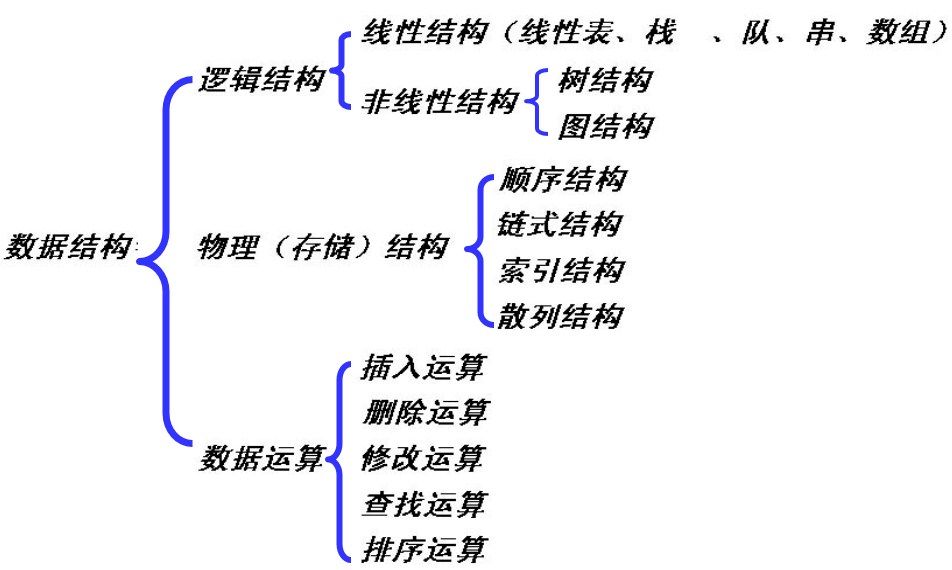 线性结构（线性表、栈 、队、串、数组）
逻辑结构
非线性结构
树结构
图结构
顺序结构
链式结构
数据结构:
物理（存储）结构
索引结构
散列结构
插入运算
删除运算
数据运算
修改运算
查找运算
排序运算